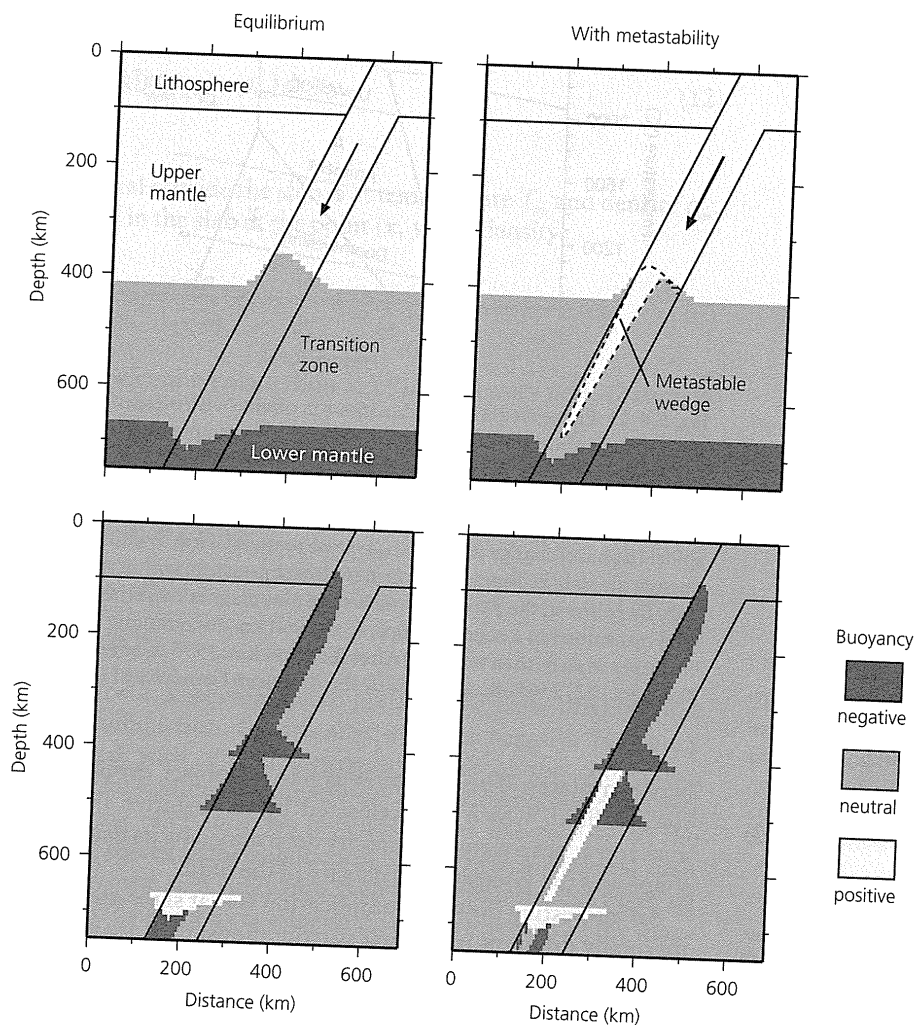 Equilibrium
With metastability
0
200
400
600
Depth (km)
Lithosphere
Upper
mantle
Transition
zone
Lower mantle
Metastable
wedge
0
200
400
600
Depth (km)
0
200
400
600
Distance (km)
0
200
400
600
Distance (km)
Buoyancy
negative
neutral
positive